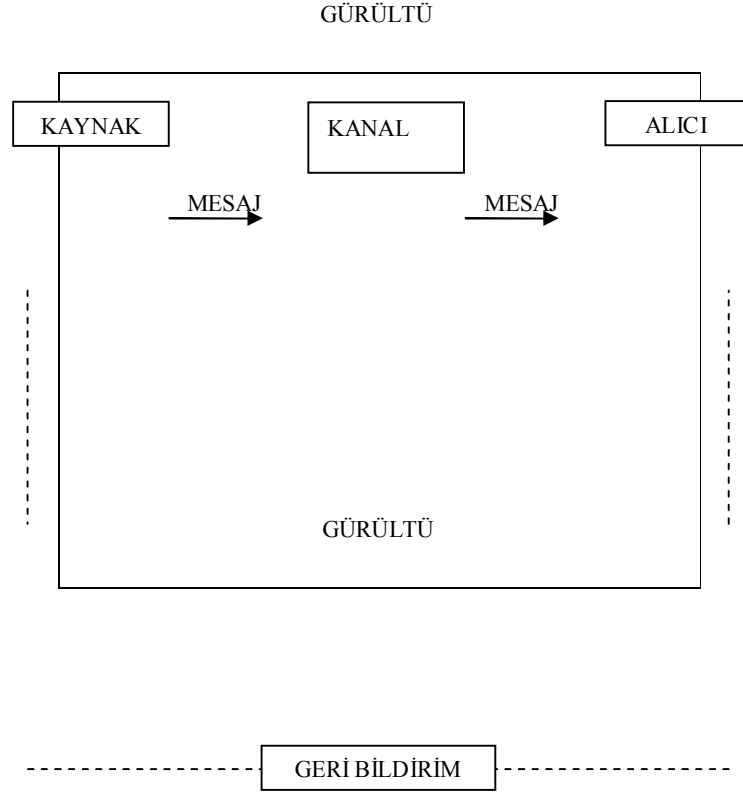 GÜRÜLTÜ
KAYNAK
KANAL
ALICI
MESAJ
MESAJ
GÜRÜLTÜ
GERİ BİLDİRİM